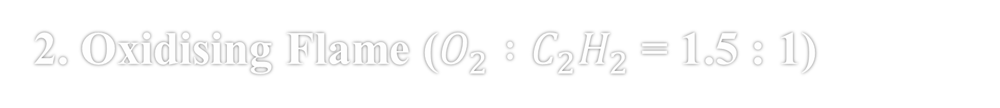 2. Oxidising Flame (O₂ : C₂H₂ = 1.5 : 1)